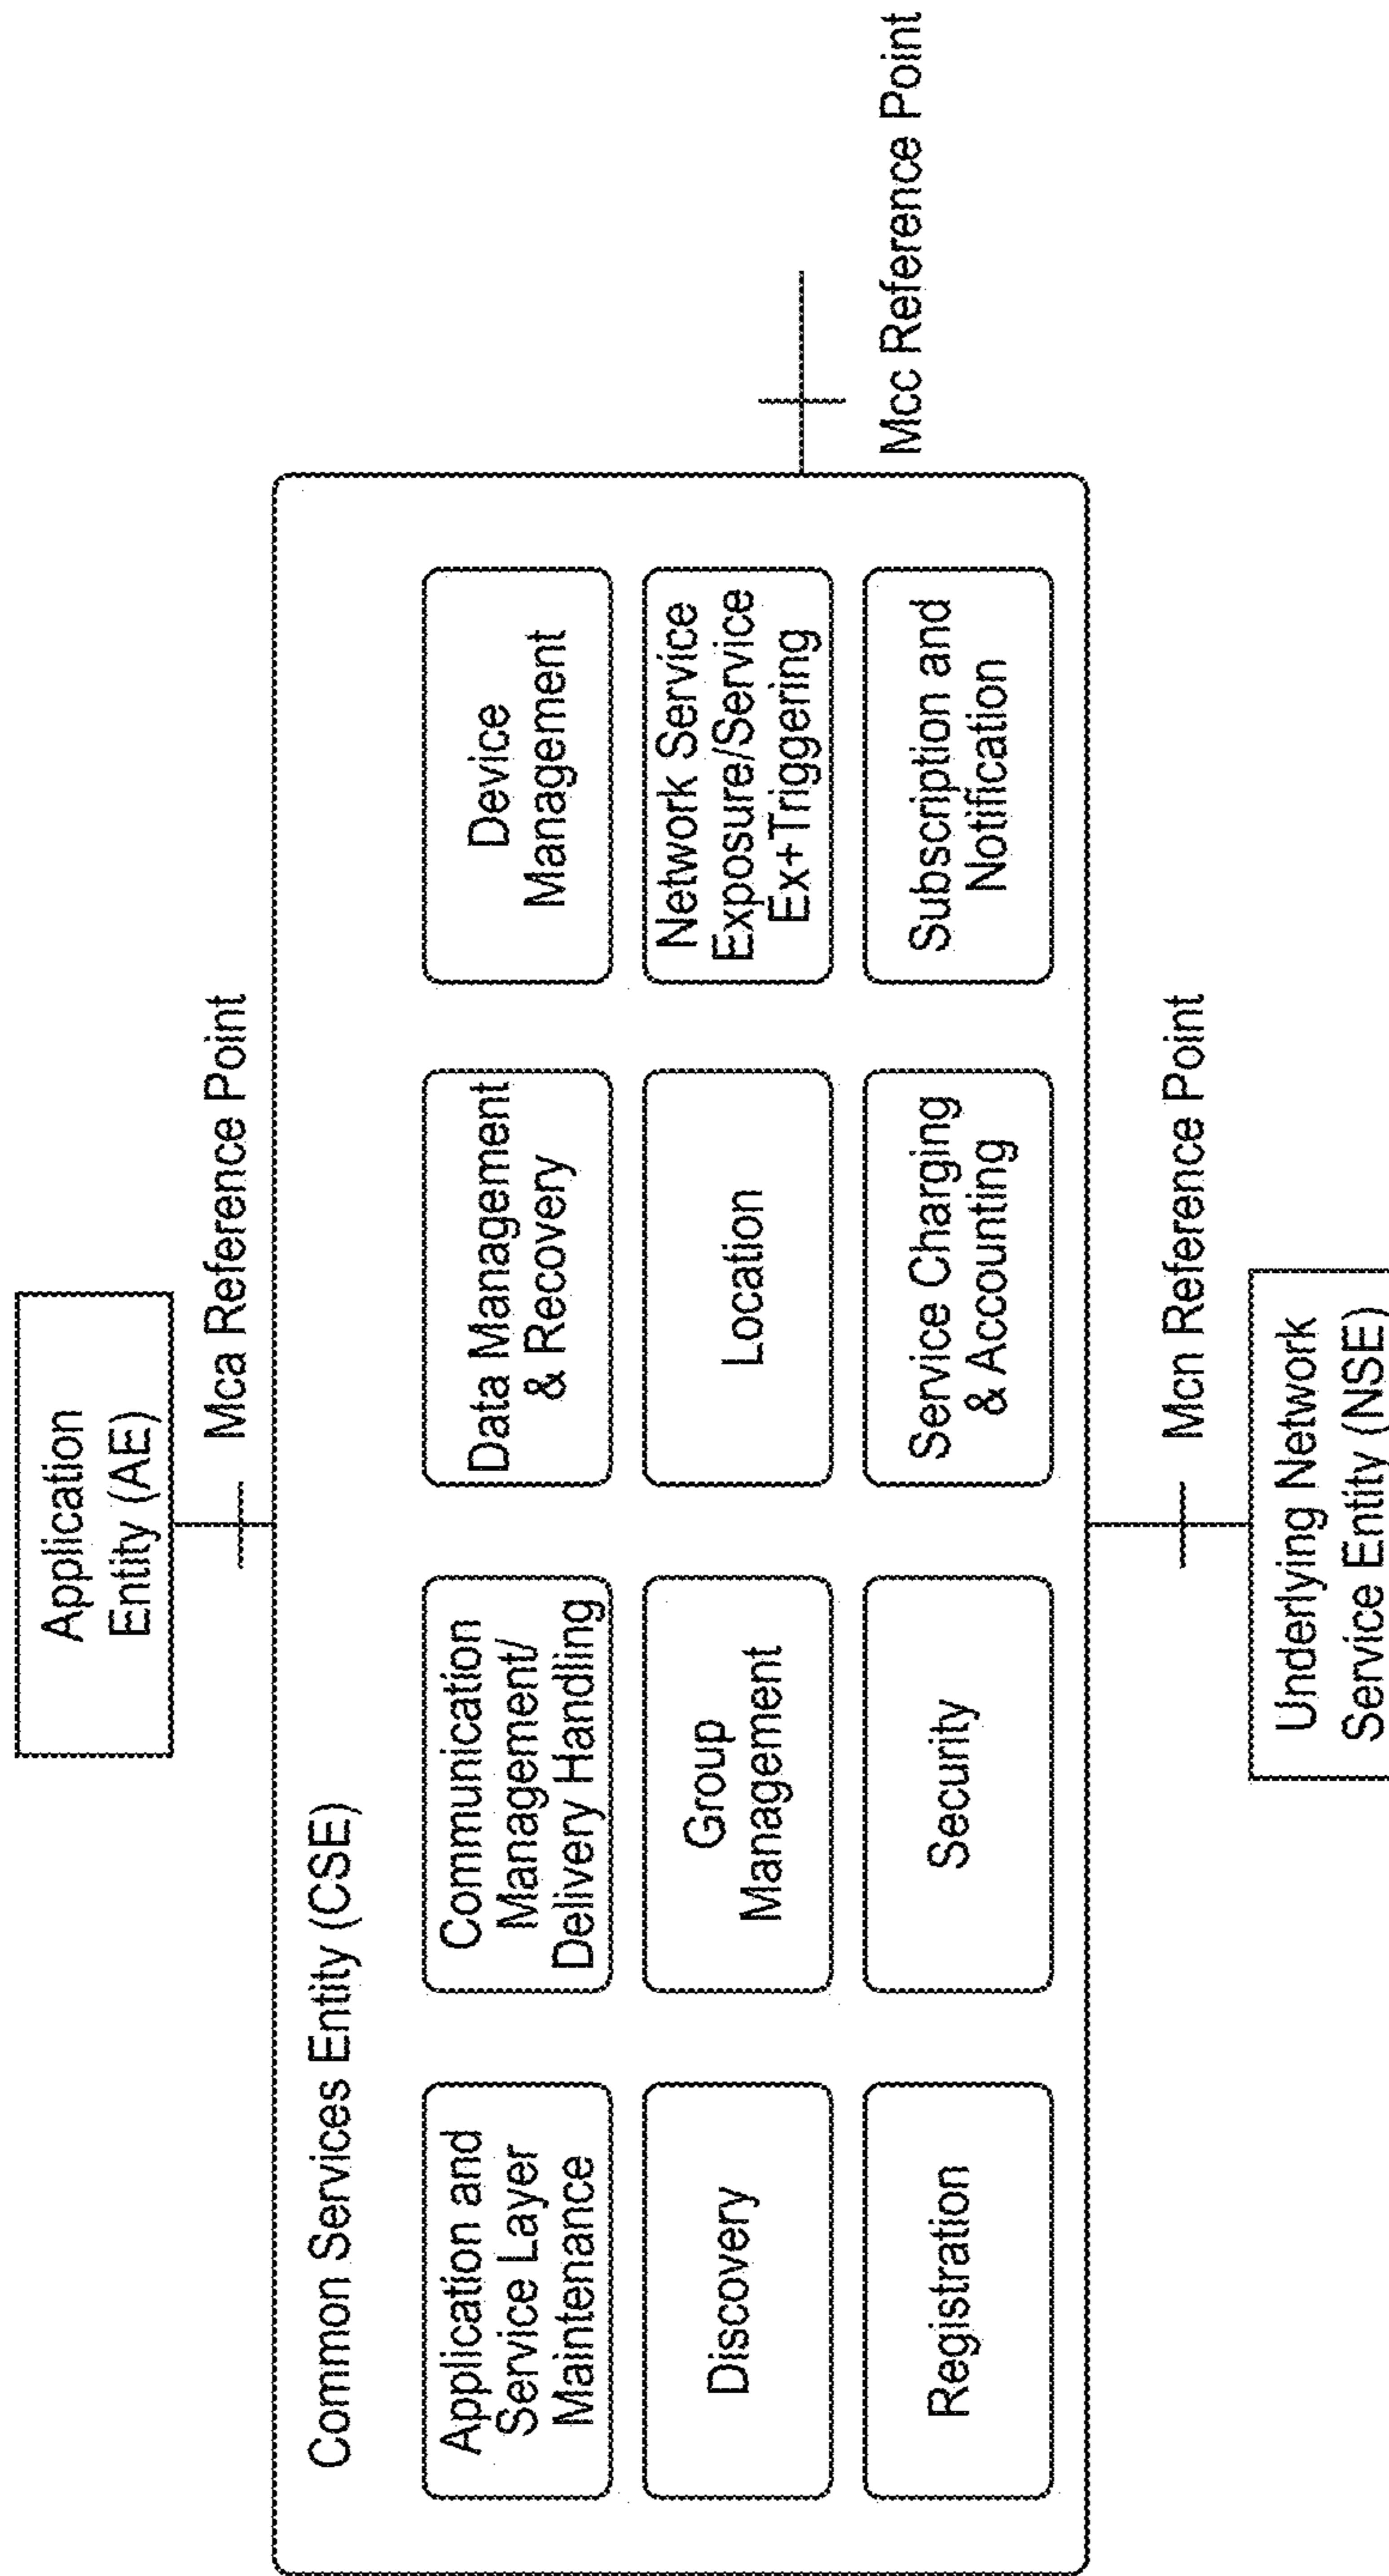 Application
Entity (AE)
Mca Reference Point
Common Services Entity (CSE)
Application and
Service Layer
Maintenance
Communication
Management/
Delivery Handling
Data Management
& Recovery
Device
Management
Discovery
Group
Management
Location
Network Service
Exposure/Service
Ex+Triggering
Registration
Security
Service Charging
& Accounting
Subscription and
Notification
Mcc Reference Point
Mcn Reference Point
Underlying Network
Service Entity (NSE)